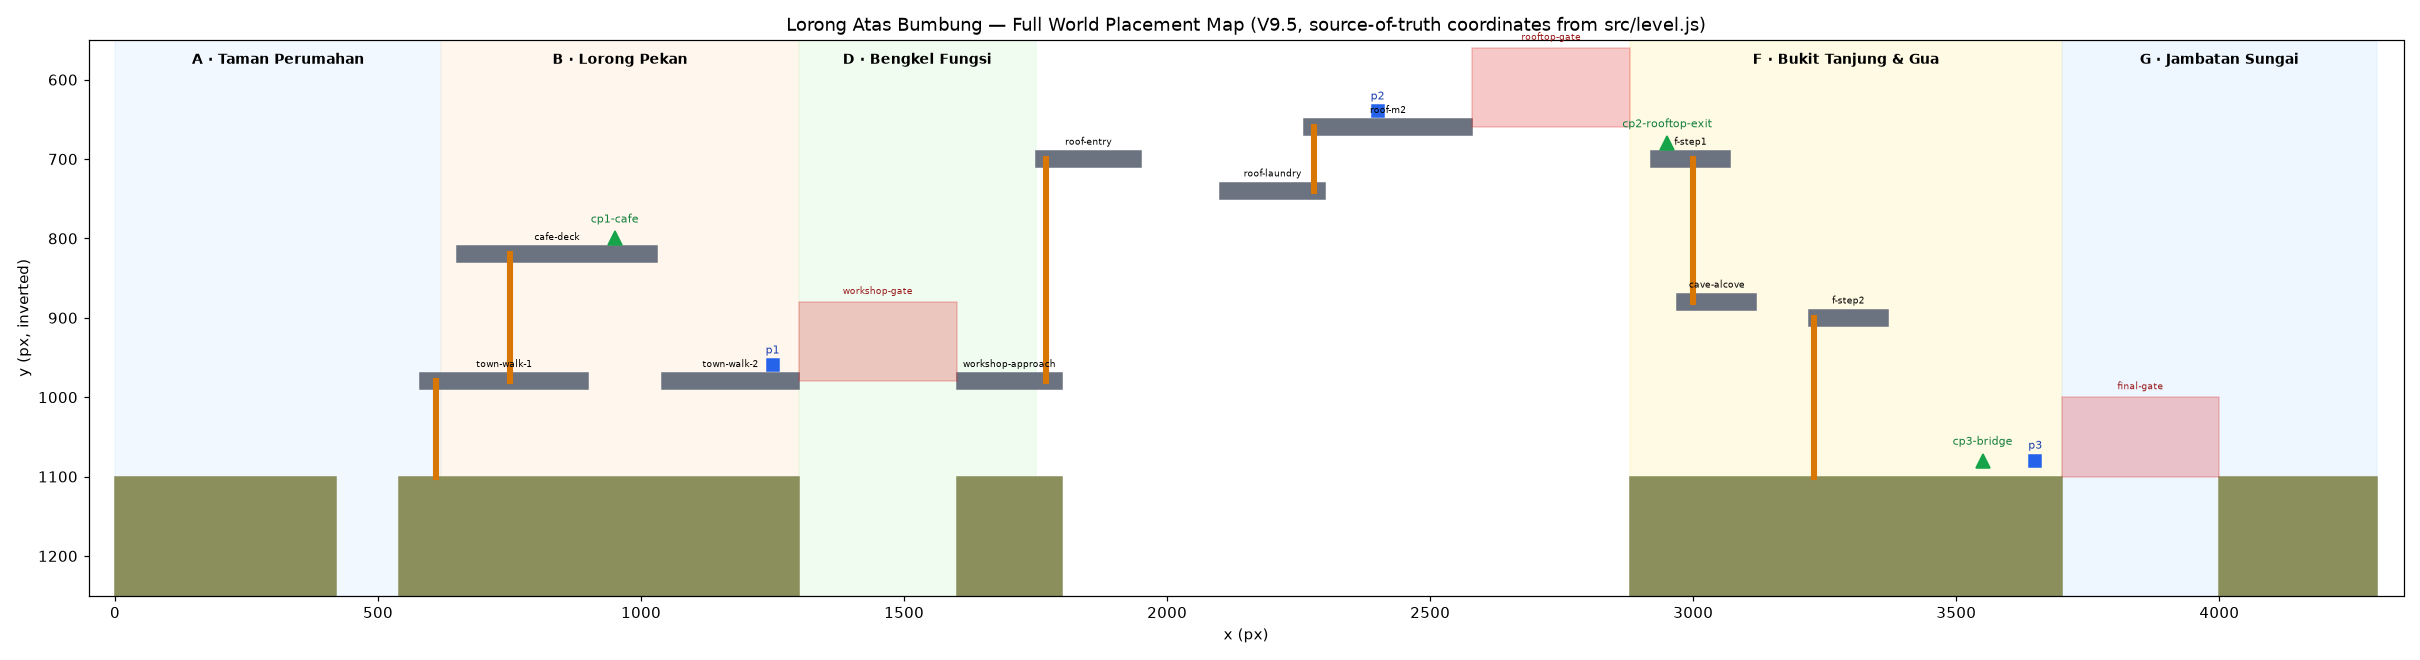 Lorong Atas Bumbung — Full World Placement Map (V9.5, source-of-truth coordinates from src/level.js)
rooftop-gate
A · Taman Perumahan
B · Lorong Pekan
D · Bengkel Fungsi
F · Bukit Tanjung & Gua
G · Jambatan Sungai
600
p2
roof-m2
cp2-rooftop-exit
700
roof-entry
f-step1
roof-laundry
cp1-cafe
800
cafe-deck
workshop-gate
cave-alcove
900
f-step2
p1
town-walk-1
town-walk-2
workshop-approach
final-gate
1000
cp3-bridge
p3
1100
1200
y (px, inverted)
0
500
1000
1500
2000
2500
3000
3500
4000
x (px)